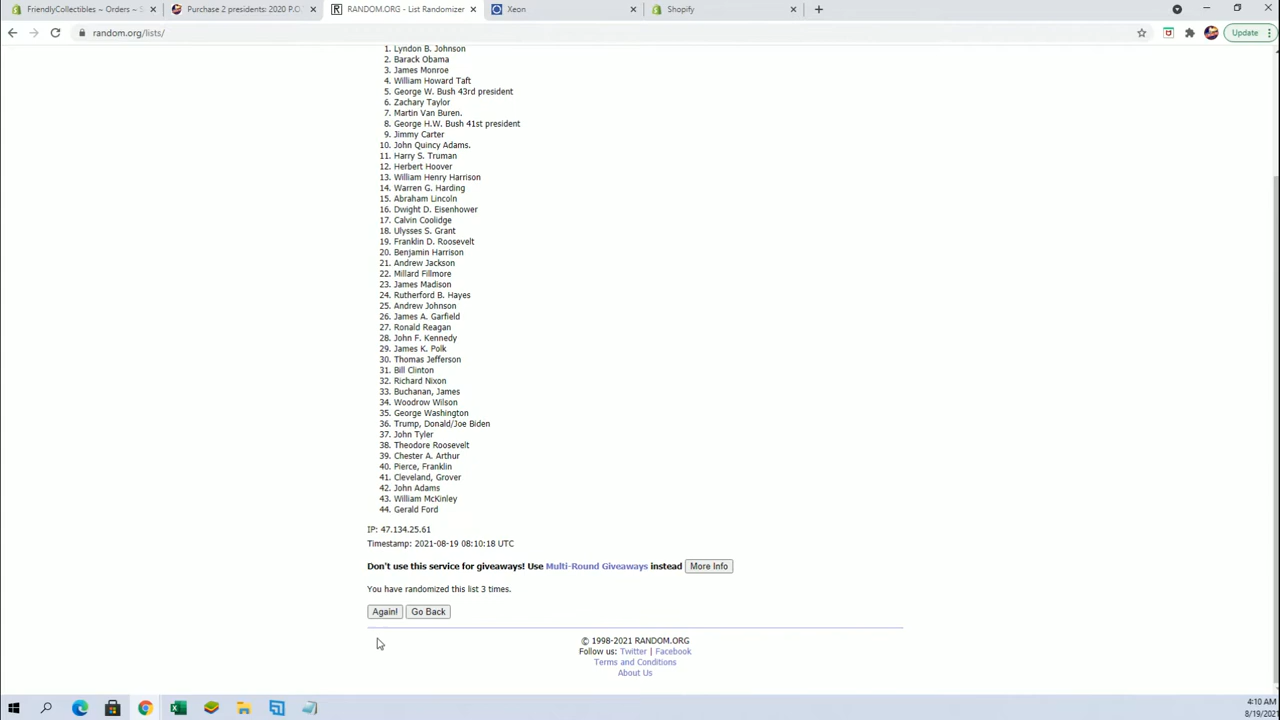 FriendlyCollectibles ~ Orders ~ S
Purchase 2 presidents: 2020 P.O
RANDOM.ORG - List Randomizer
Xeon
Shopify
random.org/lists/
Update
1. Lyndon B. Johnson
2. Barack Obama
3. James Monroe
4. William Howard Taft
5. George W. Bush 43rd president
6. Zachary Taylor
7. Martin Van Buren.
8. George H.W. Bush 41st president
9. Jimmy Carter
10. John Quincy Adams.
11. Harry S. Truman
12. Herbert Hoover
13. William Henry Harrison
14. Warren G. Harding
15. Abraham Lincoln
16. Dwight D. Eisenhower
17. Calvin Coolidge
18. Ulysses S. Grant
19. Franklin D. Roosevelt
20. Benjamin Harrison
21. Andrew Jackson
22. Millard Fillmore
23. James Madison
24. Rutherford B. Hayes
25. Andrew Johnson
26. James A. Garfield
27. Ronald Reagan
28. John F. Kennedy
29. James K. Polk
30. Thomas Jefferson
31. Bill Clinton
32. Richard Nixon
33. Buchanan, James
34. Woodrow Wilson
35. George Washington
36. Trump, Donald/Joe Biden
37. John Tyler
38. Theodore Roosevelt
39. Chester A. Arthur
40. Pierce, Franklin
41. Cleveland, Grover
42. John Adams
43. William McKinley
44. Gerald Ford
IP: 47.134.25.61
Timestamp: 2021-08-19 08:10:18 UTC
Don't use this service for giveaways! Use Multi-Round Giveaways instead More Info
You have randomized this list 3 times.
Again! Go Back
© 1998-2021 RANDOM.ORG
Follow us: Twitter | Facebook
Terms and Conditions
About Us
4:10 AM
8/19/2021